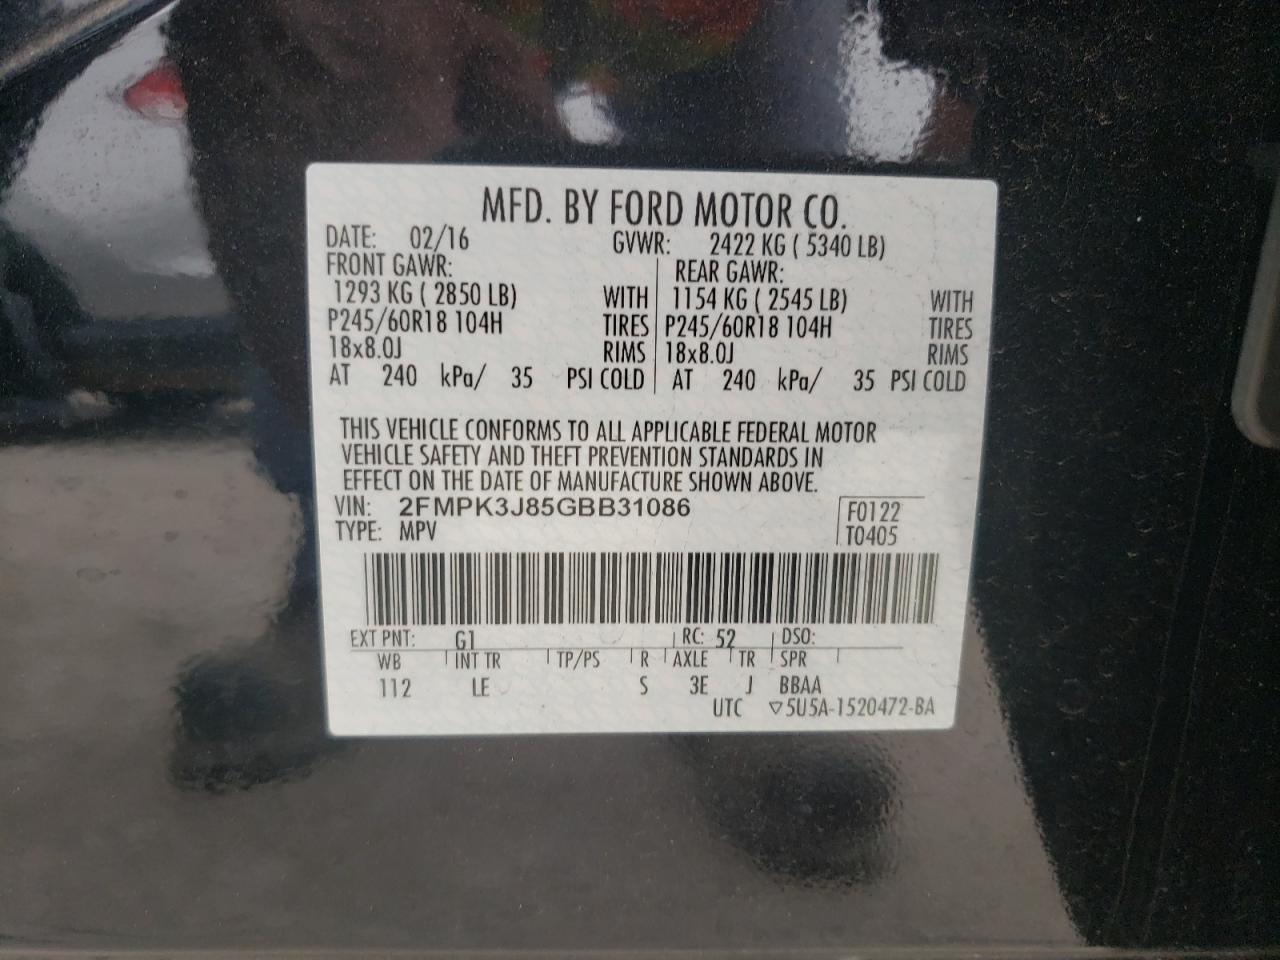 MFD. BY FORD MOTOR CO.
DATE: 02/16 GVWR: 2422 KG ( 5340 LB)
FRONT GAWR: REAR GAWR:
1293 KG ( 2850 LB) WITH 1154 KG ( 2545 LB) WITH
P245/60R18 104H TIRES P245/60R18 104H TIRES
18x8.0J RIMS 18x8.0J RIMS
AT 240 kPa/ 35 PSI COLD AT 240 kPa/ 35 PSI COLD
THIS VEHICLE CONFORMS TO ALL APPLICABLE FEDERAL MOTOR
VEHICLE SAFETY AND THEFT PREVENTION STANDARDS IN
EFFECT ON THE DATE OF MANUFACTURE SHOWN ABOVE.
VIN: 2FMPK3J85GBB31086 F0122
TYPE: MPV T0405
EXT PNT: G1 RC: 52 DSO:
WB INT TR TP/PS R AXLE TR SPR
112 LE S 3E J BBAA
UTC ▽5U5A-1520472-BA